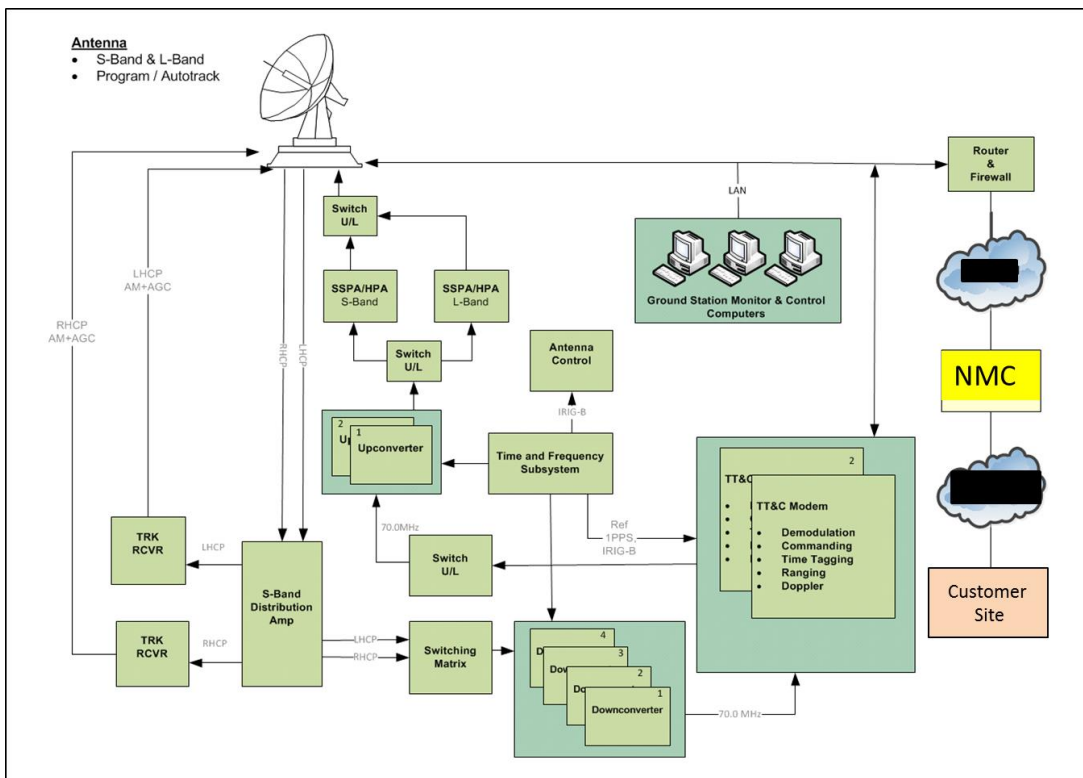 Antenna
• S-Band & L-Band
• Program / Autotrack
Router
&
Firewall
LAN
Switch
U/L
LHCP
AM+AGC
RHCP
AM+AGC
SSPA/HPA
S-Band
SSPA/HPA
L-Band
Ground Station Monitor & Control
Computers
RHCP
LHCP
Switch
U/L
Antenna
Control
NMC
IRIG-B
2
Up
1
Upconverter
Time and Frequency
Subsystem
2
TT&C
TT&C Modem
• Demodulation
• Commanding
• Time Tagging
• Ranging
• Doppler
70.0MHz
Ref
1PPS,
IRIG-B
Switch
U/L
TRK
RCVR
LHCP
S-Band
Distribution
Amp
Customer
Site
TRK
RCVR
RHCP
LHCP
RHCP
Switching
Matrix
4
3
Dow
2
Dow
1
Downconverter
70.0 MHz